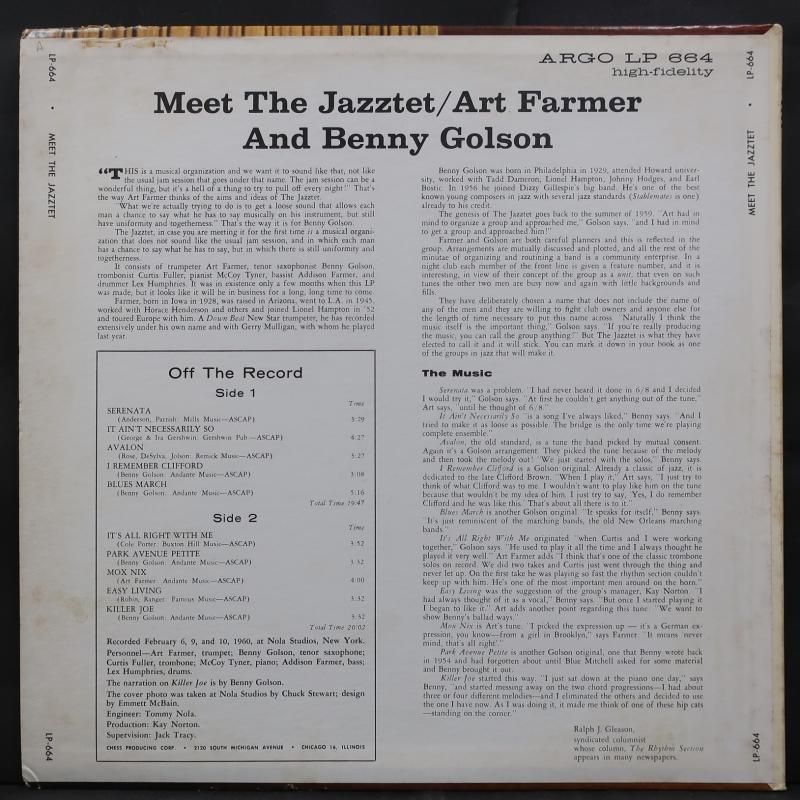 ARGO LP 664
high-fidelity
Meet The Jazztet/Art Farmer
And Benny Golson
LP-664 • MEET THE JAZZTET
LP-664
"THIS is a musical organization and we want it to sound like that, not like
the usual jam session that goes under that name. The jam session can be a
wonderful thing, but it's a hell of a thing to try to pull off every night!" That's
the way Art Farmer thinks of the aims and ideas of The Jazztet.
"What we're actually trying to do is to get a loose sound that allows each
man a chance to say what he has to say musically on his instrument, but still
have uniformity and togetherness." That's the way it is for Benny Golson.
The Jazztet, in case you are meeting it for the first time is a musical organi-
zation that does not sound like the usual jam session, and in which each man
has a chance to say what he has to say, but in which there is still uniformity and
togetherness.
It consists of trumpeter Art Farmer, tenor saxophonist Benny Golson,
trombonist Curtis Fuller, pianist McCoy Tyner, bassist Addison Farmer, and
drummer Lex Humphries. It was in existence only a few months when this LP
was made, but it looks like it will be in business for a long, long time to come.
Farmer, born in Iowa in 1928, was raised in Arizona, went to L.A. in 1945,
worked with Horace Henderson and others and joined Lionel Hampton in '52
and toured Europe with him. A Down Beat New Star trumpeter, he has recorded
extensively under his own name and with Gerry Mulligan, with whom he played
last year.
Off The Record
Side 1
Time
SERENATA
(Anderson, Parrish: Mills Music—ASCAP) 3:29
IT AIN'T NECESSARILY SO
(George & Ira Gershwin: Gershwin Pub.—ASCAP) 4:27
AVALON
(Rose, DeSylva, Jolson: Remick Music—ASCAP) 3:27
I REMEMBER CLIFFORD
(Benny Golson: Andante Music—ASCAP) 3:08
BLUES MARCH
(Benny Golson: Andante Music—ASCAP) 5:16
Total Time 19:47
Side 2
Time
IT'S ALL RIGHT WITH ME
(Cole Porter: Buxton Hill Music—ASCAP) 3:52
PARK AVENUE PETITE
(Benny Golson: Andante Music—ASCAP) 3:32
MOX NIX
(Art Farmer: Andante Music—ASCAP) 4:00
EASY LIVING
(Robin, Ranger: Famous Music—ASCAP) 3:32
KILLER JOE
(Benny Golson: Andante Music—ASCAP) 5:32
Total Time 20:02
Recorded February 6, 9, and 10, 1960, at Nola Studios, New York.
Personnel—Art Farmer, trumpet; Benny Golson, tenor saxophone;
Curtis Fuller, trombone; McCoy Tyner, piano; Addison Farmer, bass;
Lex Humphries, drums.
The narration on Killer Joe is by Benny Golson.
The cover photo was taken at Nola Studios by Chuck Stewart; design
by Emmett McBain.
Engineer: Tommy Nola.
Production: Kay Norton.
Supervision: Jack Tracy.
CHESS PRODUCING CORP. • 2120 SOUTH MICHIGAN AVENUE • CHICAGO 16, ILLINOIS
Benny Golson was born in Philadelphia in 1929, attended Howard univer-
sity, worked with Tadd Dameron, Lionel Hampton, Johnny Hodges, and Earl
Bostic. In 1956 he joined Dizzy Gillespie's big band. He's one of the best
known young composers in jazz with several jazz standards (Stablemates is one)
already to his credit.
The genesis of The Jazztet goes back to the summer of 1959. "Art had in
mind to organize a group and approached me," Golson says, "and I had in mind
to get a group and approached him!"
Farmer and Golson are both careful planners and this is reflected in the
group. Arrangements are mutually discussed and plotted, and all the rest of the
minutae of organizing and routining a band is a community enterprise. In a
night club each member of the front line is given a feature number, and it is
interesting, in view of their concept of the group as a unit, that even on such
tunes the other two men are busy now and again with little backgrounds and
fills.
They have deliberately chosen a name that does not include the name of
any of the men and they are willing to fight club owners and anyone else for
the length of time necessary to put this name across. "Naturally I think the
music itself is the important thing," Golson says. "If you're really producing
the music, you can call the group anything!" But The Jazztet is what they have
elected to call it and it will stick. You can mark it down in your book as one
of the groups in jazz that will make it.
The Music
Serenata was a problem. "I had never heard it done in 6/8 and I decided
I would try it," Golson says. "At first he couldn't get anything out of the tune,"
Art says, "until he thought of 6/8."
It Ain't Necessarily So "is a song I've always liked," Benny says. "And I
tried to make it as loose as possible. The bridge is the only time we're playing
complete ensemble."
Avalon, the old standard, is a tune the band picked by mutual consent.
Again it's a Golson arrangement. They picked the tune because of the melody
and then took the melody out! "We just started with the solos," Benny says.
I Remember Clifford is a Golson original. Already a classic of jazz, it is
dedicated to the late Clifford Brown. "When I play it," Art says, "I just try to
think of what Clifford was to me. I wouldn't want to play like him on the tune
because that wouldn't be my idea of him. I just try to say, 'Yes, I do remember
Clifford and he was like this.' That's about all there is to it."
Blues March is another Golson original. "It speaks for itself," Benny says.
"It's just reminiscent of the marching bands, the old New Orleans marching
bands."
It's All Right With Me originated "when Curtis and I were working
together," Golson says. "He used to play it all the time and I always thought he
played it very well." Art Farmer adds "I think that's one of the classic trombone
solos on record. We did two takes and Curtis just went through the thing and
never let up. On the first take he was playing so fast the rhythm section couldn't
keep up with him. He's one of the most important men around on the horn."
Easy Living was the suggestion of the group's manager, Kay Norton. "I
had always thought of it as a vocal," Benny says. "But once I started playing it
I began to like it." Art adds another point regarding this tune: "We want to
show Benny's ballad ways."
Mox Nix is Art's tune. "I picked the expression up — it's a German ex-
pression, you know—from a girl in Brooklyn," says Farmer. "It means 'never
mind, that's all right'."
Park Avenue Petite is another Golson original, one that Benny wrote back
in 1954 and had forgotten about until Blue Mitchell asked for some material
and Benny brought it out.
Killer Joe started this way. "I just sat down at the piano one day," says
Benny, "and started messing away on the two chord progressions—I had about
three or four different melodies—and I eliminated the others and decided to use
the one I have now. As I was doing it, it made me think of one of these hip cats
—standing on the corner."
Ralph J. Gleason,
syndicated columnist
whose column, The Rhythm Section
appears in many newspapers.
LP-664 • MEET THE JAZZTET
LP-664